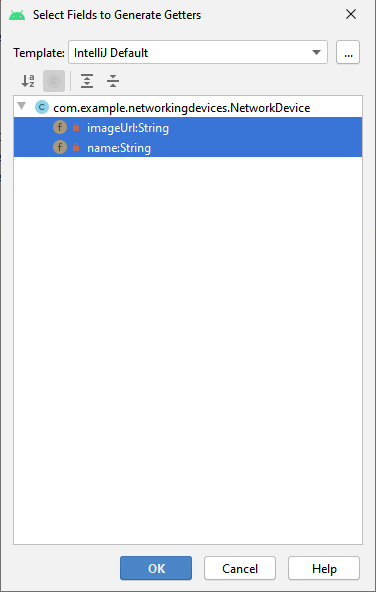 Select Fields to Generate Getters
Template: IntelliJ Default ...
com.example.networkingdevices.NetworkDevice
f imageUrl:String
f name:String
OK Cancel Help